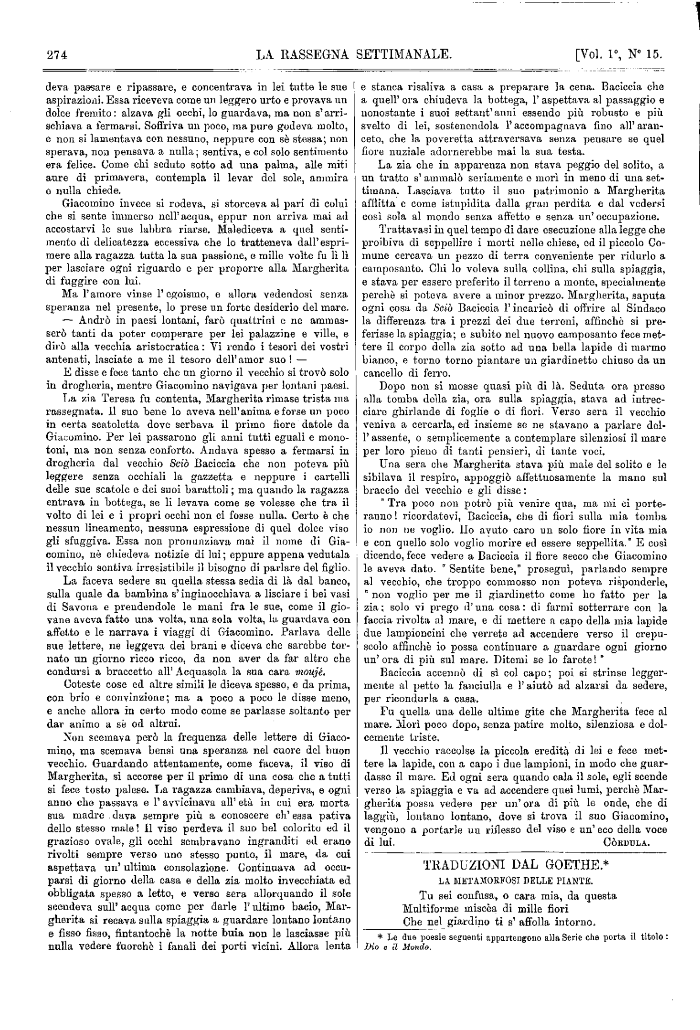 274
LA RASSEGNA SETTIMANALE.
[Vol. 1°, N° 15.
deva passare e ripassare, e concentrava in lei tutte le sue
aspirazioni. Essa riceveva come un leggero urto e provava un
dolce fremito: alzava gli occhi, lo guardava, ma non s'arri-
schiava a fermarsi. Soffriva un poco, ma pure godeva molto,
e non si lamentava con nessuno, neppure con sè stessa; non
sperava, non pensava a nulla; sentiva, e col solo sentimento
era felice. Come chi seduto sotto ad una palma, alle miti
aure di primavera, contempla il levar del sole, ammira
e nulla chiede.
Giacomino invece si rodeva, si storceva al pari di colui
che si sente immerso nell'acqua, eppur non arriva mai ad
accostarvi le sue labbra riarse. Malediceva a quel senti-
mento di delicatezza eccessiva che lo tratteneva dall'espri-
mere alla ragazza tutta la sua passione, e mille volte fu lì lì
per lasciare ogni riguardo e per proporre alla Margherita
di fuggire con lui.
Ma l'amore vinse l'egoismo, e allora vedendosi senza
speranza nel presente, lo prese un forte desiderio del mare.
— Andrò in paesi lontani, farò quattrini e ne ammas-
serò tanti da poter comperare per lei palazzine e ville, e
dirò alla vecchia aristocratica: Vi rendo i tesori dei vostri
antenati, lasciate a me il tesoro dell'amor suo! —
E disse e fece tanto che un giorno il vecchio si trovò solo
in drogheria, mentre Giacomino navigava per lontani paesi.
La zia Teresa fu contenta, Margherita rimase trista ma
rassegnata. Il suo bene lo aveva nell'anima e forse un poco
in certa scatoletta dove serbava il primo fiore datole da
Giacomino. Per lei passarono gli anni tutti eguali e mono-
toni, ma non senza conforto. Andava spesso a fermarsi in
drogheria dal vecchio Sciò Baciccia che non poteva più
leggere senza occhiali la gazzetta e neppure i cartelli
delle sue scatole e dei suoi barattoli; ma quando la ragazza
entrava in bottega, se li levava come se volesse che tra il
volto di lei e i propri occhi non ci fosse nulla. Certo è che
nessun lineamento, nessuna espressione di quel dolce viso
gli sfuggiva. Essa non pronunziava mai il nome di Gia-
comino, nè chiedeva notizie di lui; eppure appena vedutala
il vecchio sentiva irresistibile il bisogno di parlare del figlio.
La faceva sedere su quella stessa sedia di là dal banco,
sulla quale da bambina s'inginocchiava a lisciare i bei vasi
di Savona e prendendole le mani fra le sue, come il gio-
vane aveva fatto una volta, una sola volta, la guardava con
affetto e le narrava i viaggi di Giacomino. Parlava delle
sue lettere, ne leggeva dei brani e diceva che sarebbe tor-
nato un giorno ricco ricco, da non aver da far altro che
condursi a braccetto all'Acquasola la sua cara moujè.
Coteste cose ed altre simili le diceva spesso, e da prima,
con brio e convinzione; ma a poco a poco le disse meno,
e anche allora in certo modo come se parlasse soltanto per
dar animo a sè od altrui.
Non scemava però la frequenza delle lettere di Giaco-
mino, ma scemava bensì una speranza nel cuore del buon
vecchio. Guardando attentamente, come faceva, il viso di
Margherita, si accorse per il primo di una cosa che a tutti
si fece tosto palese. La ragazza cambiava, deperiva, e ogni
anno che passava e l'avvicinava all'età in cui era morta
sua madre dava sempre più a conoscere ch'essa pativa
dello stesso male! Il viso perdeva il suo bel colorito ed il
grazioso ovale, gli occhi sembravano ingranditi ed erano
rivolti sempre verso uno stesso punto, il mare, da cui
aspettava un'ultima consolazione. Continuava ad occu-
parsi di giorno della casa e della zia molto invecchiata ed
obbligata spesso a letto, e verso sera allorquando il sole
scendeva sull'acqua come per darle l'ultimo bacio, Mar-
gherita si recava sulla spiaggia a guardare lontano lontano
e fisso fisso, fintantochè la notte buia non le lasciasse più
nulla vedere fuorchè i fanali dei porti vicini. Allora lenta
e stanca risaliva a casa a preparare la cena. Baciccia che
a quell'ora chiudeva la bottega, l'aspettava al passaggio e
nonostante i suoi settant'anni essendo più robusto e più
svelto di lei, sostenendola l'accompagnava fino all'aran-
ceto, che la poveretta attraversava senza pensare se quel
fiore nuziale adornerebbe mai la sua testa.
La zia che in apparenza non stava peggio del solito, a
un tratto s'ammalò seriamente e morì in meno di una set-
timana. Lasciava tutto il suo patrimonio a Margherita
afflitta e come istupidita dalla gran perdita e dal vedersi
così sola al mondo senza affetto e senza un'occupazione.
Trattavasi in quel tempo di dare esecuzione alla legge che
proibiva di seppellire i morti nelle chiese, ed il piccolo Co-
mune cercava un pezzo di terra conveniente per ridurlo a
camposanto. Chi lo voleva sulla collina, chi sulla spiaggia,
e stava per essere preferito il terreno a monte, specialmente
perchè si poteva avere a minor prezzo. Margherita, saputa
ogni cosa da Sciò Baciccia l'incaricò di offrire al Sindaco
la differenza tra i prezzi dei due terreni, affinchè si pre-
ferisse la spiaggia; e subito nel nuovo camposanto fece met-
tere il corpo della zia sotto ad una bella lapide di marmo
bianco, e torno torno piantare un giardinetto chiuso da un
cancello di ferro.
Dopo non si mosse quasi più di là. Seduta ora presso
alla tomba della zia, ora sulla spiaggia, stava ad intrec-
ciare ghirlande di foglie o di fiori. Verso sera il vecchio
veniva a cercarla, ed insieme se ne stavano a parlare del-
l'assente, o semplicemente a contemplare silenziosi il mare
per loro pieno di tanti pensieri, di tante voci.
Una sera che Margherita stava più male del solito e le
sibilava il respiro, appoggiò affettuosamente la mano sul
braccio del vecchio e gli disse:
" Tra poco non potrò più venire qua, ma mi ci porte-
ranno! ricordatevi, Baciccia, che di fiori sulla mia tomba
io non ne voglio. Ho avuto caro un solo fiore in vita mia
e con quello solo voglio morire ed essere seppellita." E così
dicendo, fece vedere a Baciccia il fiore secco che Giacomino
le aveva dato. " Sentite bene," proseguì, parlando sempre
al vecchio, che troppo commosso non poteva rispònderle,
" non voglio per me il giardinetto come ho fatto per la
zia; solo vi prego d'una cosa: di farmi sotterrare con la
faccia rivolta al mare, e di mettere a capo della mia lapide
due lampioncini che verrete ad accendere verso il crepu-
scolo affinchè io possa continuare a guardare ogni giorno
un'ora di più sul mare. Ditemi se lo farete! "
Baciccia accennò di sì col capo; poi si strinse legger-
mente al petto la fanciulla e l'aiutò ad alzarsi da sedere,
per ricondurla a casa.
Fu quella una delle ultime gite che Margherita fece al
mare. Morì poco dopo, senza patire molto, silenziosa e dol-
cemente triste.
Il vecchio raccolse la piccola eredità di lei e fece met-
tere la lapide, con a capo i due lampioni, in modo che guar-
dasse il mare. Ed ogni sera quando cala il sole, egli scende
verso la spiaggia e va ad accendere quei lumi, perchè Mar-
gherita possa vedere per un'ora di più le onde, che di
laggiù, lontano lontano, dove si trova il suo Giacomino,
vengono a portarle un riflesso del viso e un'eco della voce
di lui. CÒRDULA.
TRADUZIONI DAL GOETHE.*
LA METAMORFOSI DELLE PIANTE.
Tu sei confusa, o cara mia, da questa
Multiforme miscèa di mille fiori
Che nel giardino ti s'affolla intorno.
* Le due poesie seguenti appartengono alla Serie che porta il titolo:
Dio e il Mondo.